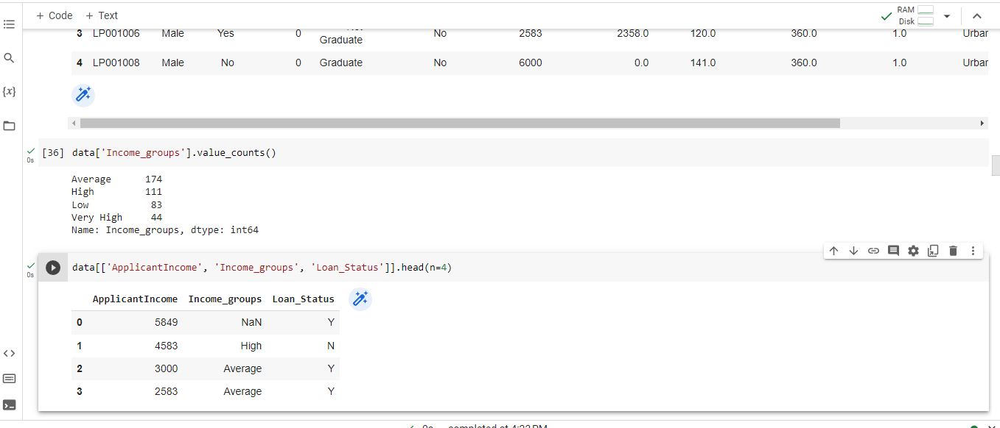 + Code + Text
RAM
Disk
3 LP001006 Male Yes 0 Graduate No 2583 2358.0 120.0 360.0 1.0 Urban
4 LP001008 Male No 0 Graduate No 6000 0.0 141.0 360.0 1.0 Urban
{x}
[36] data['Income_groups'].value_counts()
0s
Average 174
High 111
Low 83
Very High 44
Name: Income_groups, dtype: int64
data[['ApplicantIncome', 'Income_groups', 'Loan_Status']].head(n=4)
0s
ApplicantIncome Income_groups Loan_Status
0 5849 NaN Y
1 4583 High N
2 3000 Average Y
3 2583 Average Y
0s completed at 4:23 PM